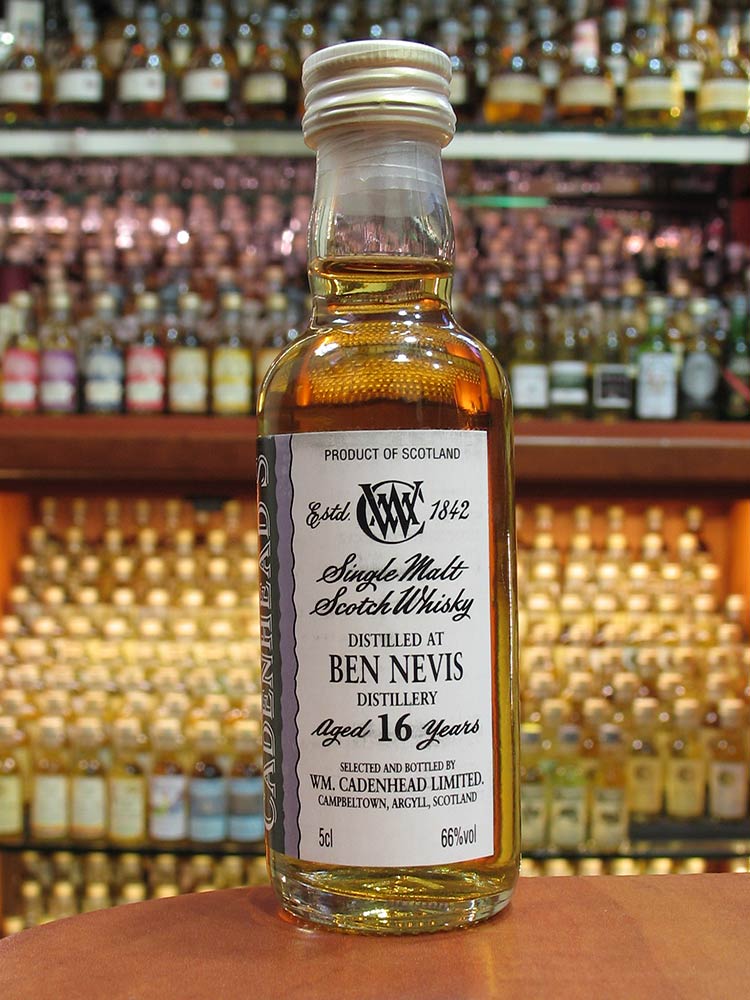 PRODUCT OF SCOTLAND
Estd. WMC 1842
Single Malt
Scotch Whisky
DISTILLED AT
BEN NEVIS
DISTILLERY
Aged 16 Years
SELECTED AND BOTTLED BY
WM. CADENHEAD LIMITED.
CAMPBELTOWN, ARGYLL, SCOTLAND
5cl 66%vol
CADENHEAD'S